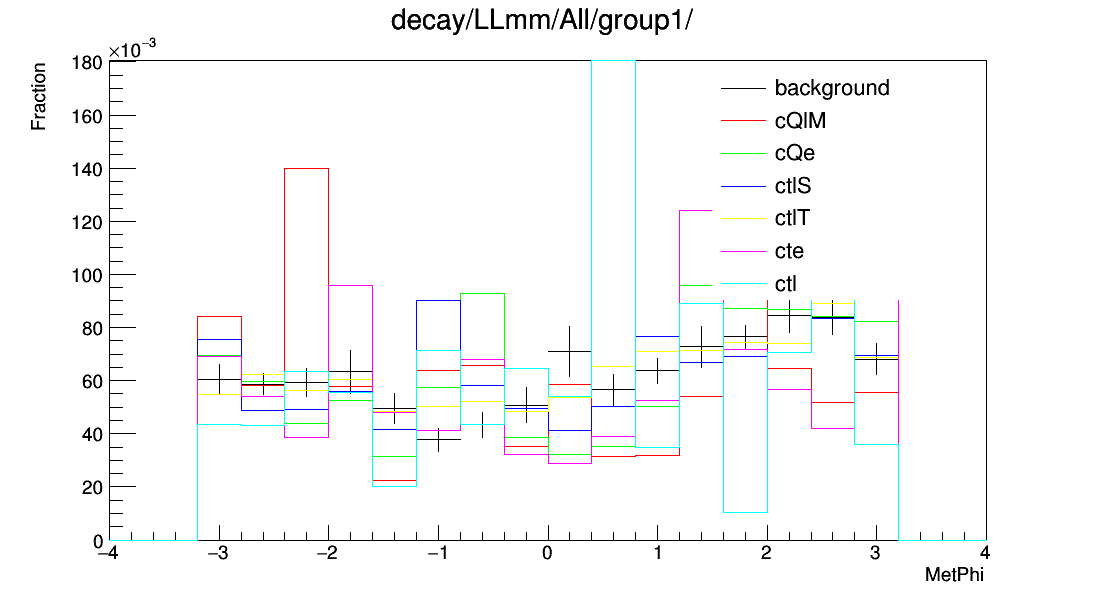 decay/LLmm/All/group1/
×10⁻³
Fraction
180
160
140
120
100
80
60
40
20
0
background
cQlM
cQe
ctlS
ctlT
cte
ctl
−4 −3 −2 −1 0 1 2 3 4
MetPhi